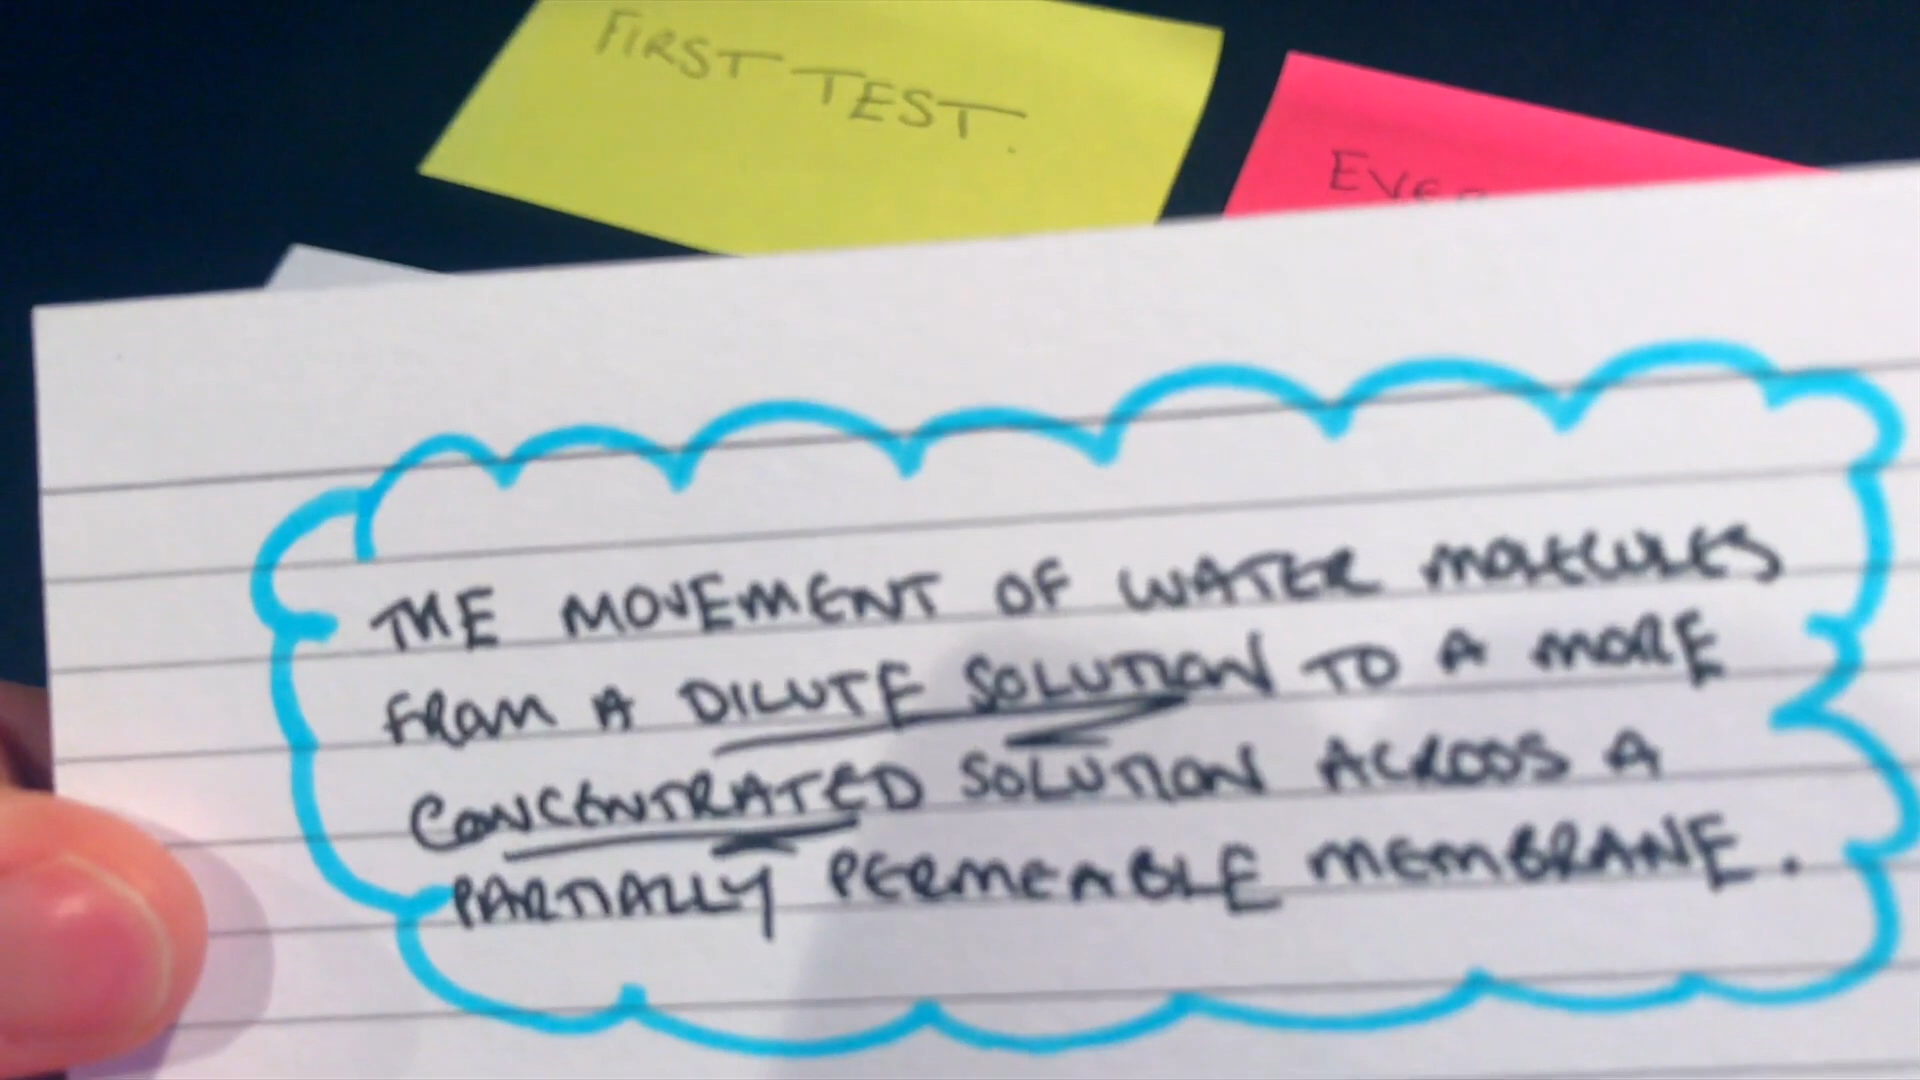 FIRST TEST.
THE MOVEMENT OF WATER MOLECULES
FROM A DILUTE SOLUTION TO A MORE
CONCENTRATED SOLUTION ACROSS A
PARTIALLY PERMEABLE MEMBRANE.